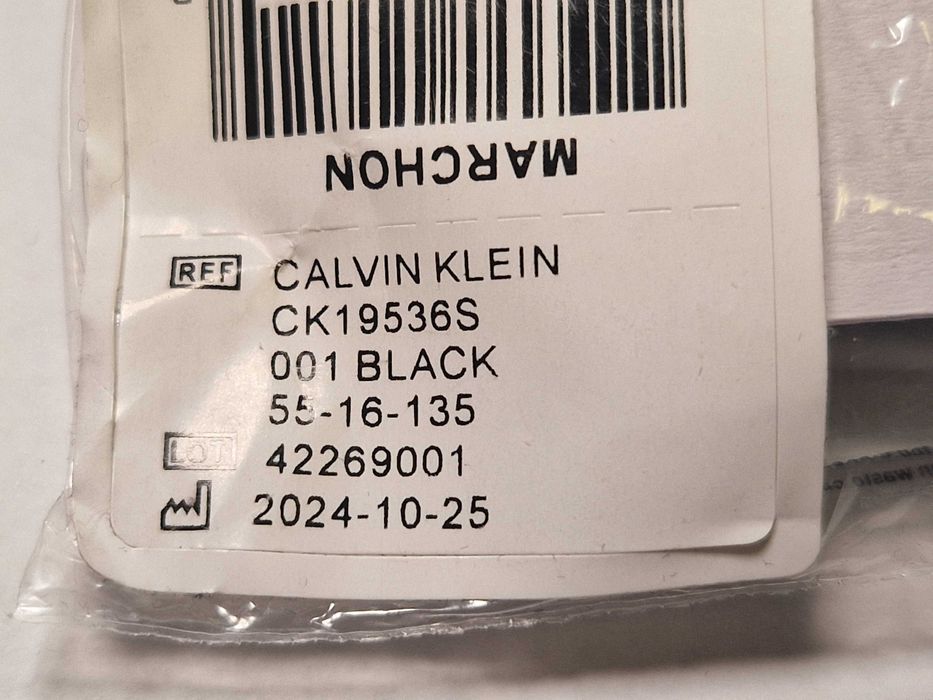 MARCHON
REF CALVIN KLEIN
CK19536S
001 BLACK
55-16-135
LOT 42269001
2024-10-25